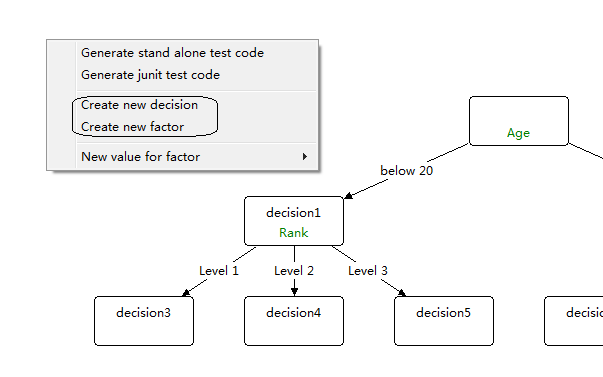 Generate stand alone test code
Generate junit test code
Create new decision
Create new factor
New value for factor
Age
below 20
decision1
Rank
Level 1
Level 2
Level 3
decision3
decision4
decision5
decisio